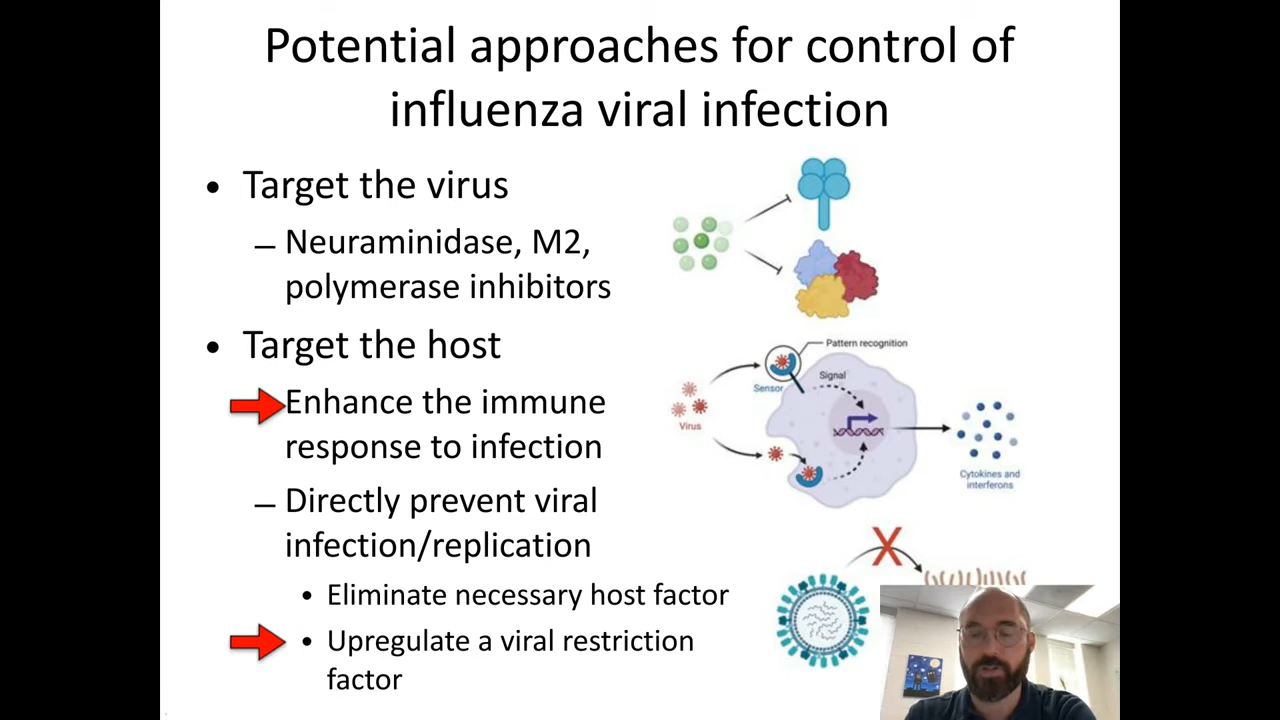 Potential approaches for control of
influenza viral infection
• Target the virus
– Neuraminidase, M2,
polymerase inhibitors
• Target the host
Enhance the immune
response to infection
– Directly prevent viral
infection/replication
• Eliminate necessary host factor
• Upregulate a viral restriction
factor
Pattern recognition
Signal
Sensor
Virus
Cytokines and
interferons